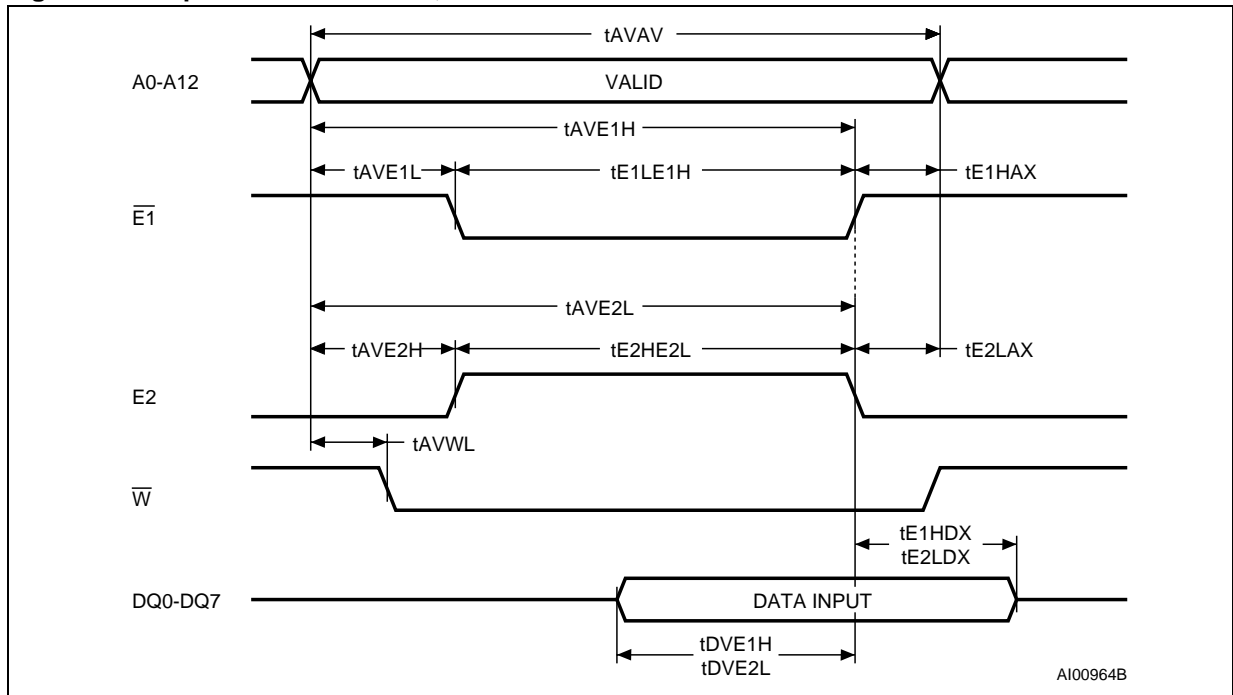 tAVAV
A0-A12
VALID
tAVE1H
tAVE1L
tE1LE1H
tE1HAX
E1
tAVE2L
tAVE2H
tE2HE2L
tE2LAX
E2
tAVWL
W
tE1HDX
tE2LDX
DQ0-DQ7
DATA INPUT
tDVE1H
tDVE2L
AI00964B